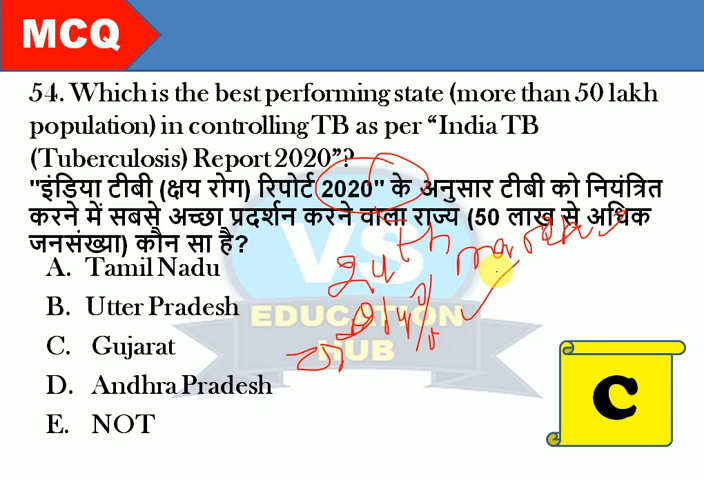 MCQ
54. Which is the best performing state (more than 50 lakh
population) in controlling TB as per “India TB
(Tuberculosis) Report 2020”?
"इंडिया टीबी (क्षय रोग) रिपोर्ट 2020" के अनुसार टीबी को नियंत्रित
करने में सबसे अच्छा प्रदर्शन करने वाला राज्य (50 लाख से अधिक
जनसंख्या) कौन सा है?
A. Tamil Nadu
B. Utter Pradesh
C. Gujarat
D. Andhra Pradesh
E. NOT
VS
EDUCATION
HUB
C